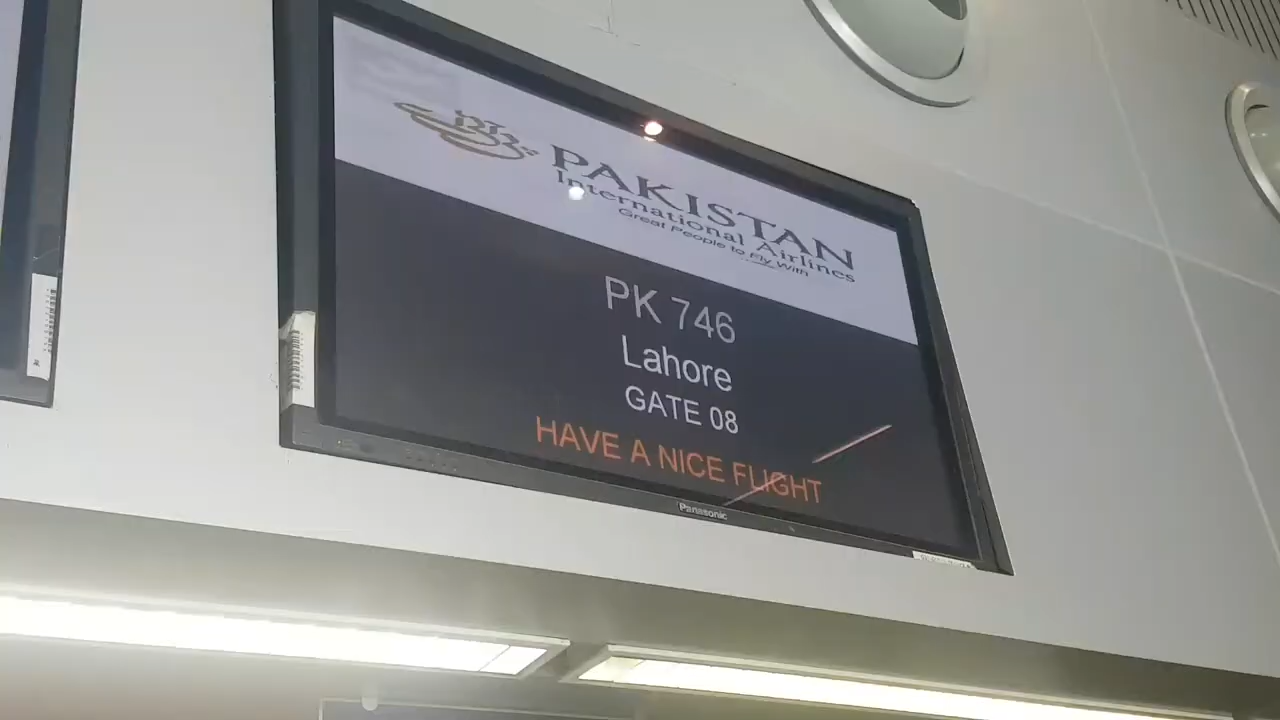 PAKISTAN
International Airlines
Great People to Fly With
PK 746
Lahore
GATE 08
HAVE A NICE FLIGHT
Panasonic